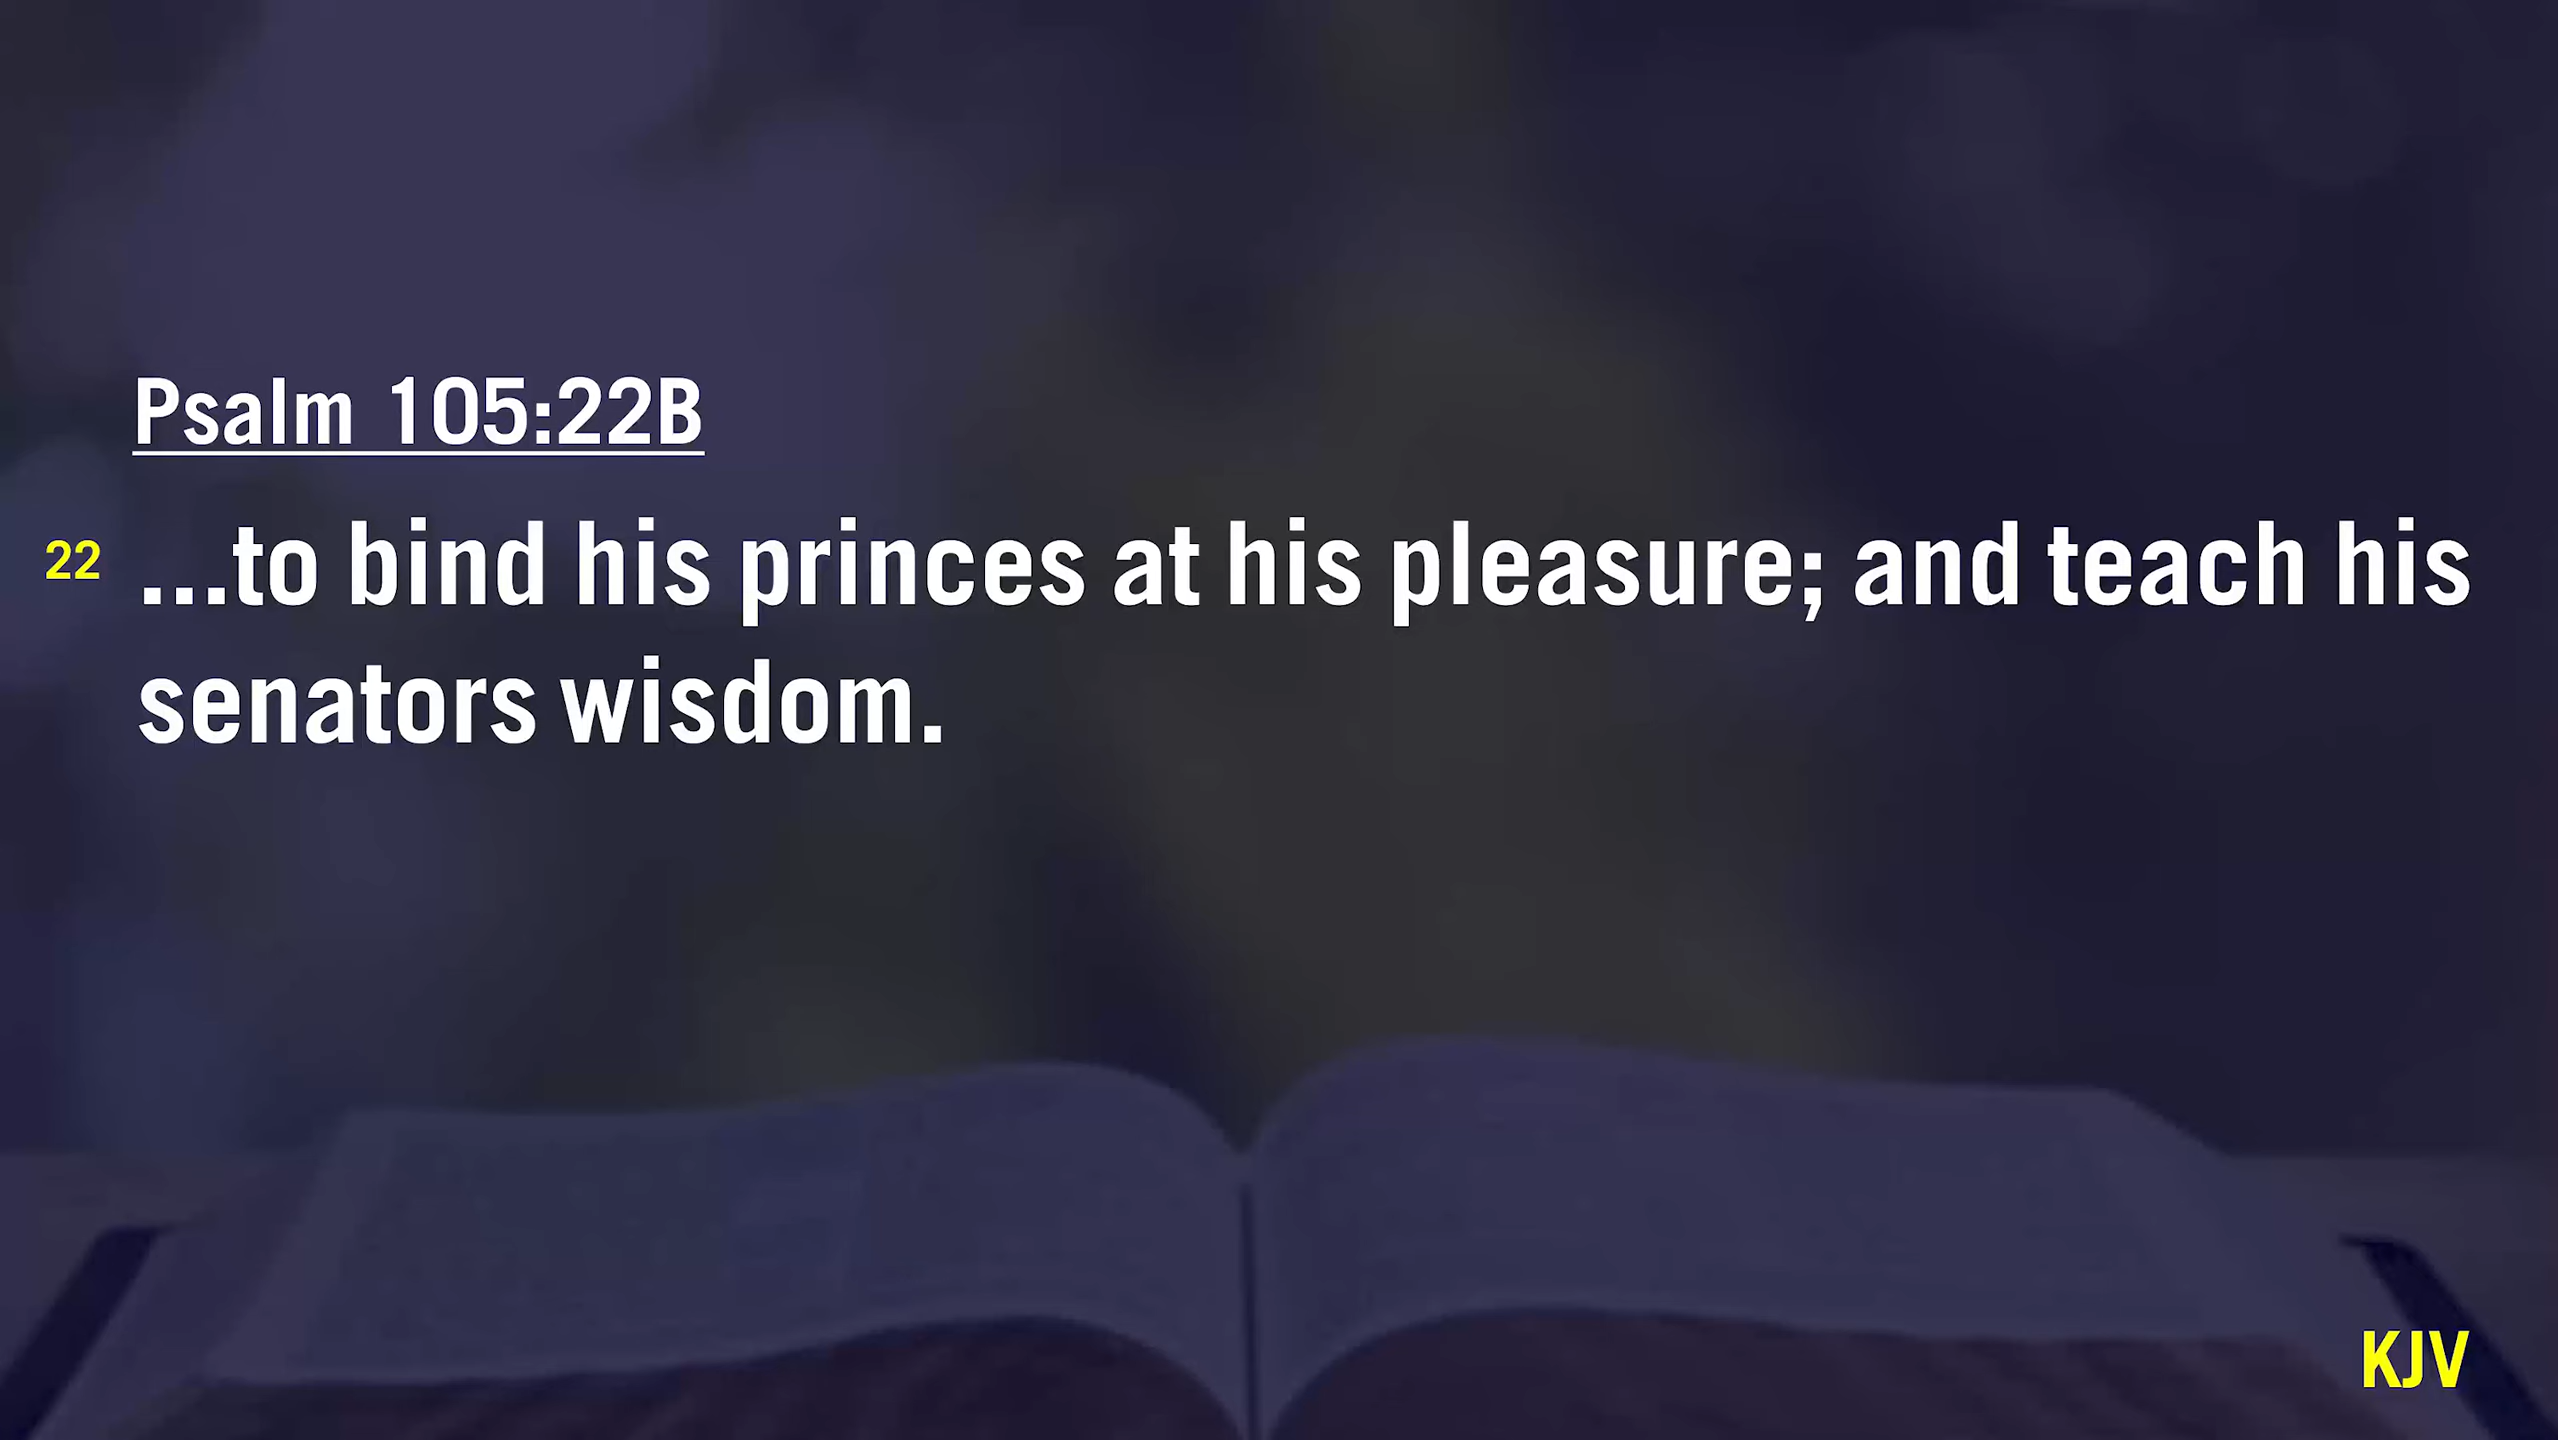 Psalm 105:22B
22 ...to bind his princes at his pleasure; and teach his
senators wisdom.
KJV